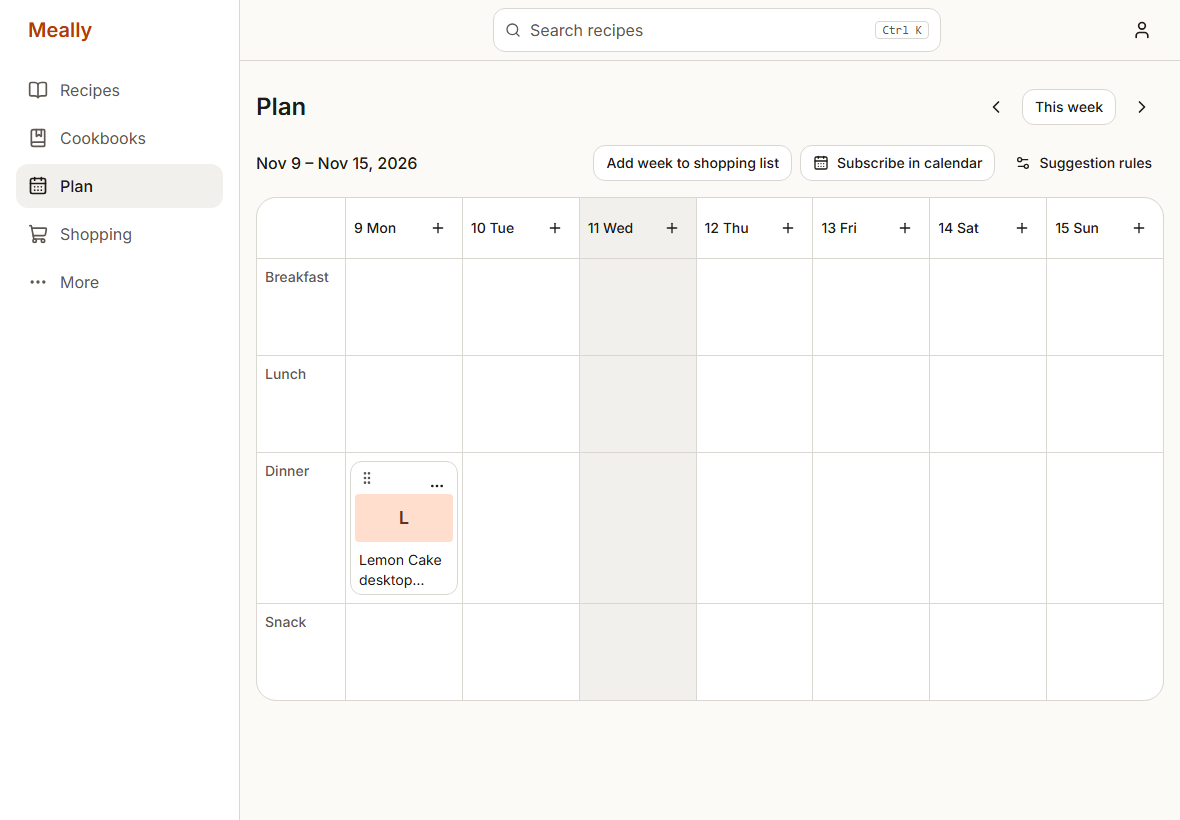 Meally
Search recipes
Ctrl K
Recipes
Cookbooks
Plan
Shopping
More
Plan
This week
Nov 9 – Nov 15, 2026
Add week to shopping list
Subscribe in calendar
Suggestion rules
9 Mon
10 Tue
11 Wed
12 Thu
13 Fri
14 Sat
15 Sun
Breakfast
Lunch
Dinner
L
Lemon Cake
desktop...
Snack